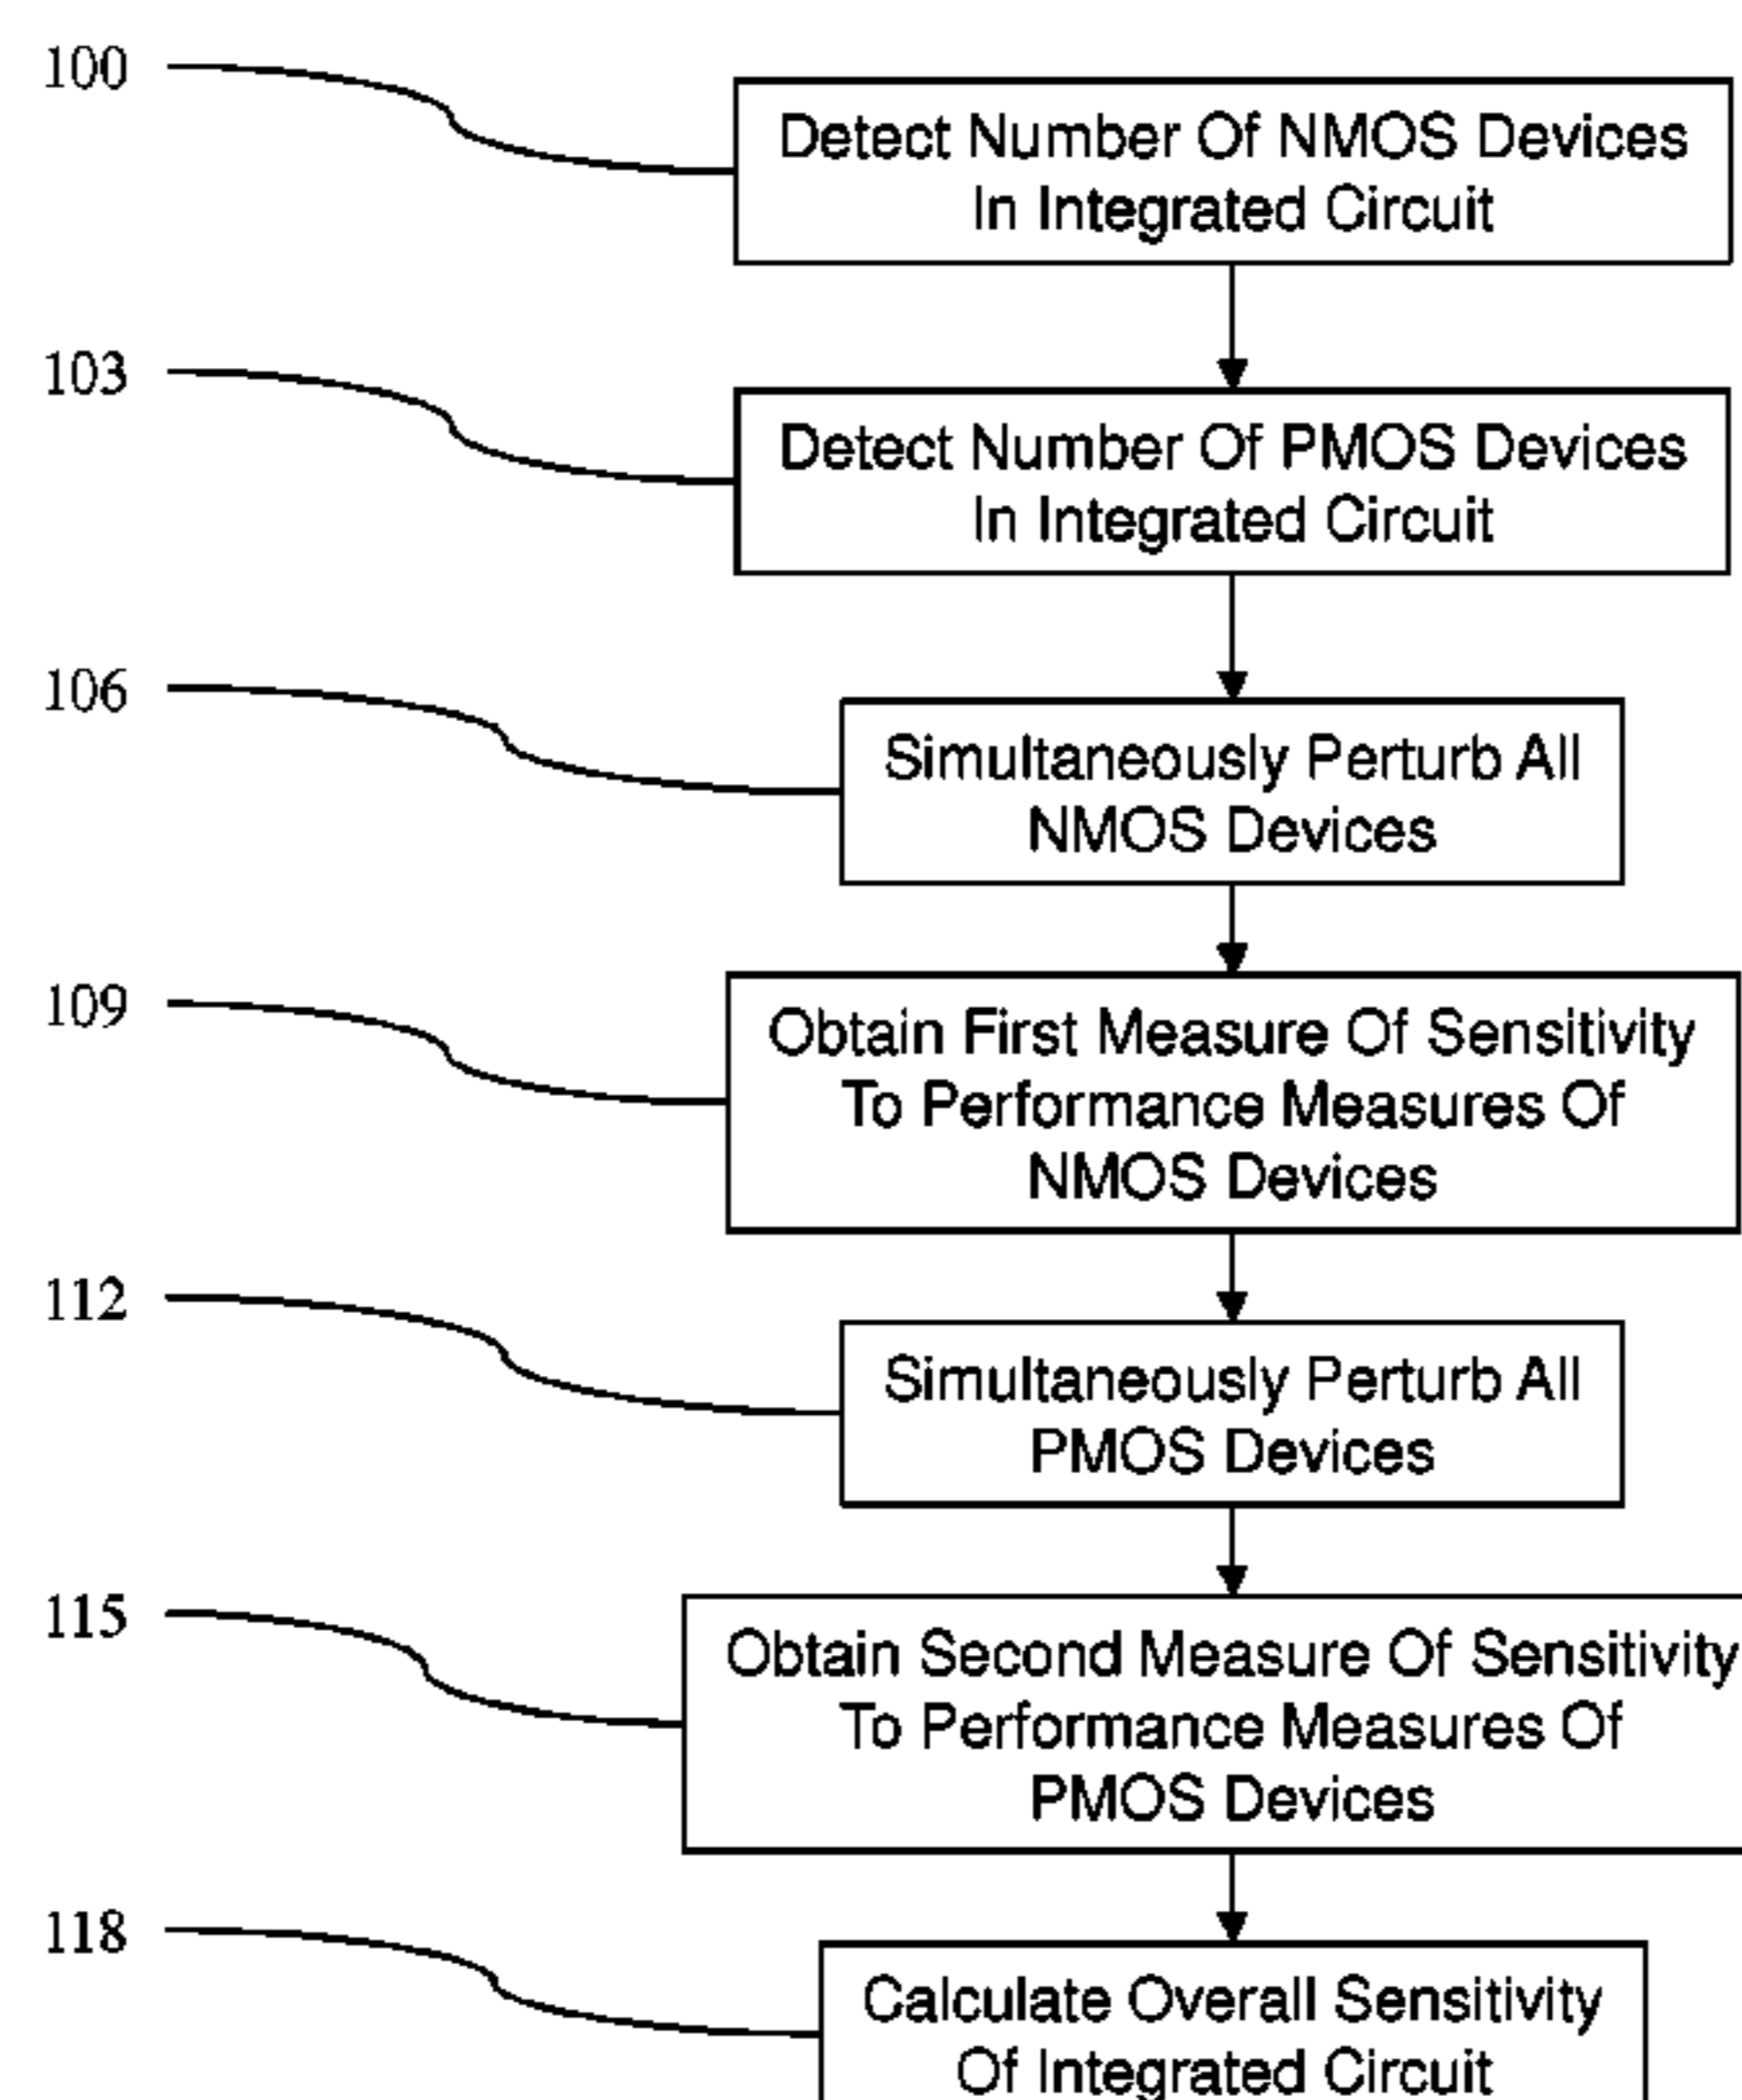 100
Detect Number Of NMOS Devices
In Integrated Circuit
103
Detect Number Of PMOS Devices
In Integrated Circuit
106
Simultaneously Perturb All
NMOS Devices
109
Obtain First Measure Of Sensitivity
To Performance Measures Of
NMOS Devices
112
Simultaneously Perturb All
PMOS Devices
115
Obtain Second Measure Of Sensitivity
To Performance Measures Of
PMOS Devices
118
Calculate Overall Sensitivity
Of Integrated Circuit